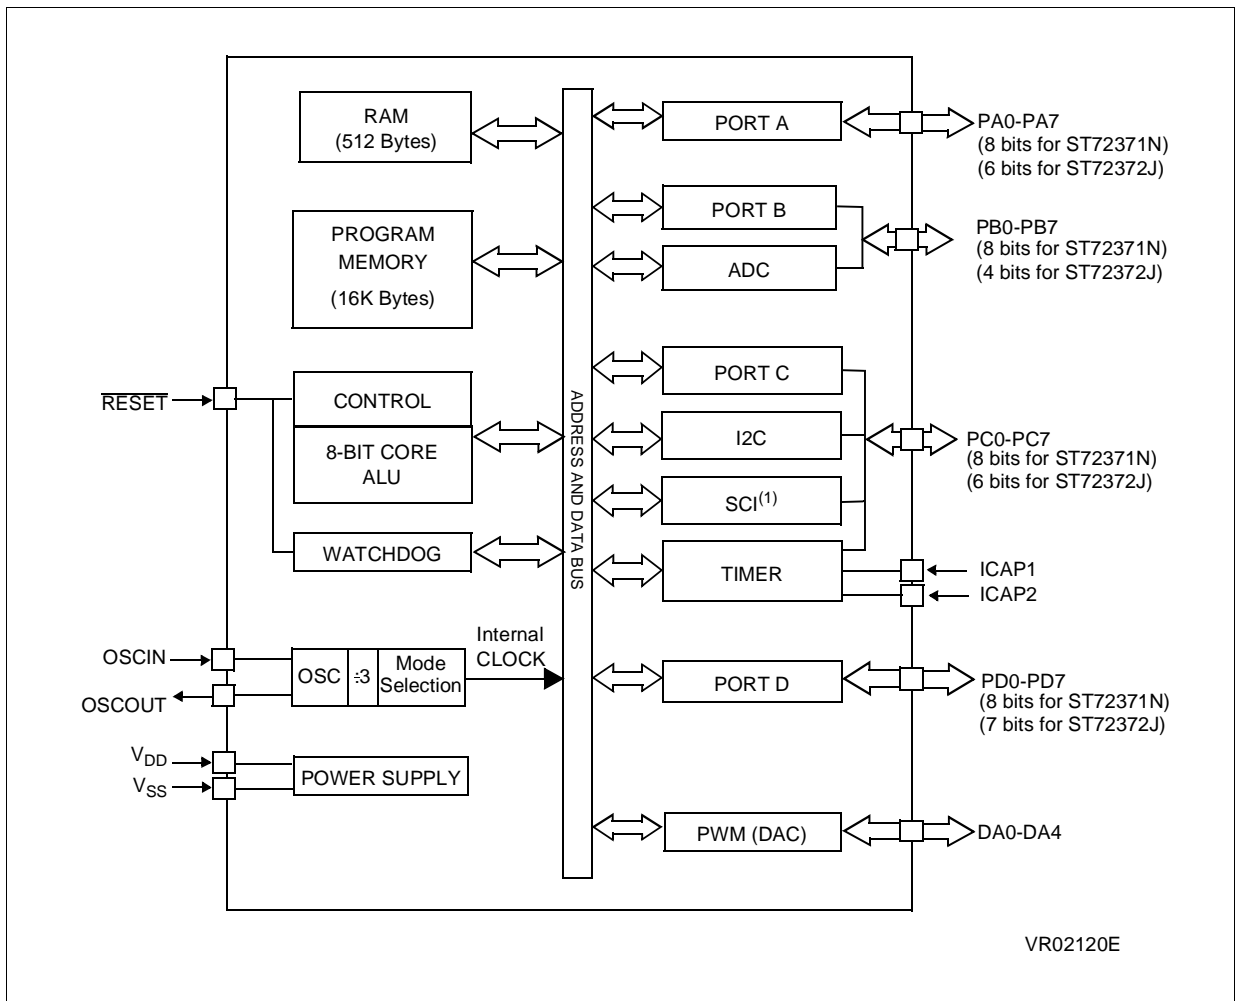 RAM
(512 Bytes)
PROGRAM
MEMORY
(16K Bytes)
RESET
CONTROL
8-BIT CORE
ALU
WATCHDOG
OSCIN
OSCOUT
OSC
÷3
Mode
Selection
Internal
CLOCK
VDD
VSS
POWER SUPPLY
ADDRESS AND DATA BUS
PORT A
PA0-PA7
(8 bits for ST72371N)
(6 bits for ST72372J)
PORT B
ADC
PB0-PB7
(8 bits for ST72371N)
(4 bits for ST72372J)
PORT C
I2C
SCI(1)
TIMER
PC0-PC7
(8 bits for ST72371N)
(6 bits for ST72372J)
ICAP1
ICAP2
PORT D
PD0-PD7
(8 bits for ST72371N)
(7 bits for ST72372J)
PWM (DAC)
DA0-DA4
VR02120E